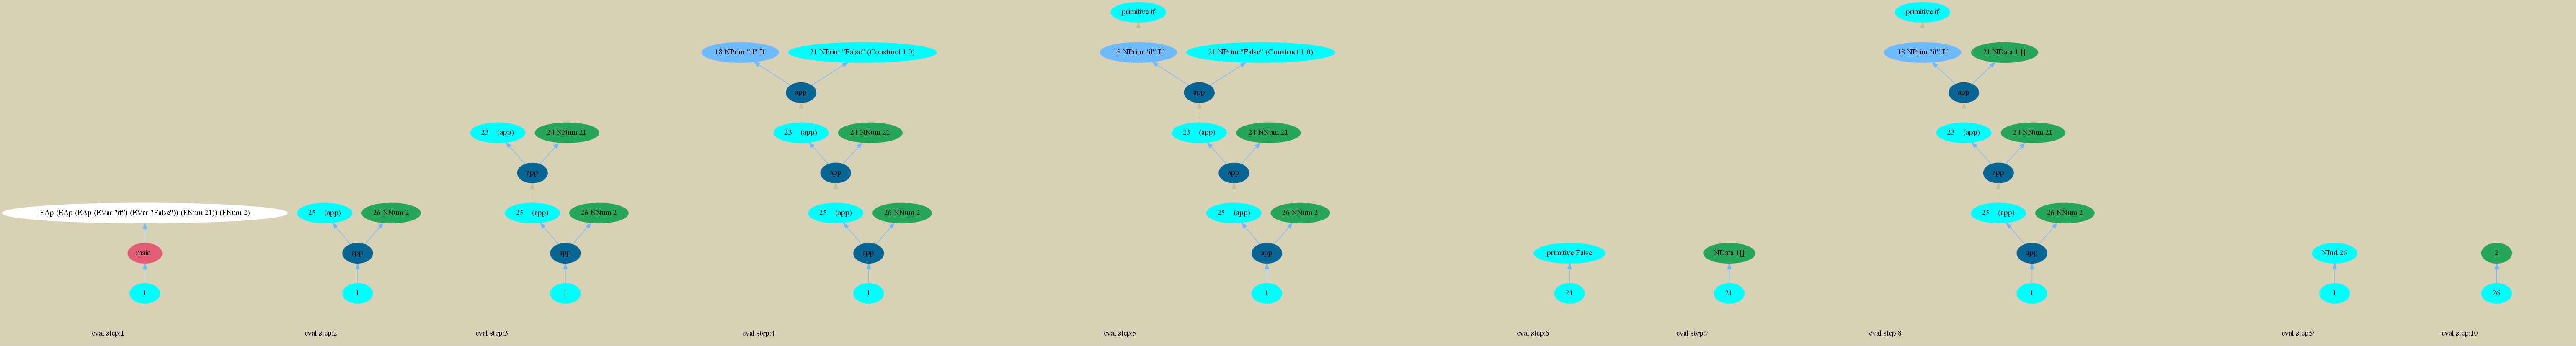 primitive if
primitive if
18 NPrim "if" If
21 NPrim "False" (Construct 1 0)
18 NPrim "if" If
21 NPrim "False" (Construct 1 0)
18 NPrim "if" If
21 NData 1 []
app
app
app
23 (app)
24 NNum 21
23 (app)
24 NNum 21
23 (app)
24 NNum 21
23 (app)
24 NNum 21
app
app
app
app
EAp (EAp (EAp (EVar "if") (EVar "False")) (ENum 21)) (ENum 2)
25 (app)
26 NNum 2
25 (app)
26 NNum 2
25 (app)
26 NNum 2
25 (app)
26 NNum 2
25 (app)
26 NNum 2
main
app
app
app
app
primitive False
NData 1[]
app
NInd 26
2
1
1
1
1
1
21
21
1
1
26
eval step:1
eval step:2
eval step:3
eval step:4
eval step:5
eval step:6
eval step:7
eval step:8
eval step:9
eval step:10